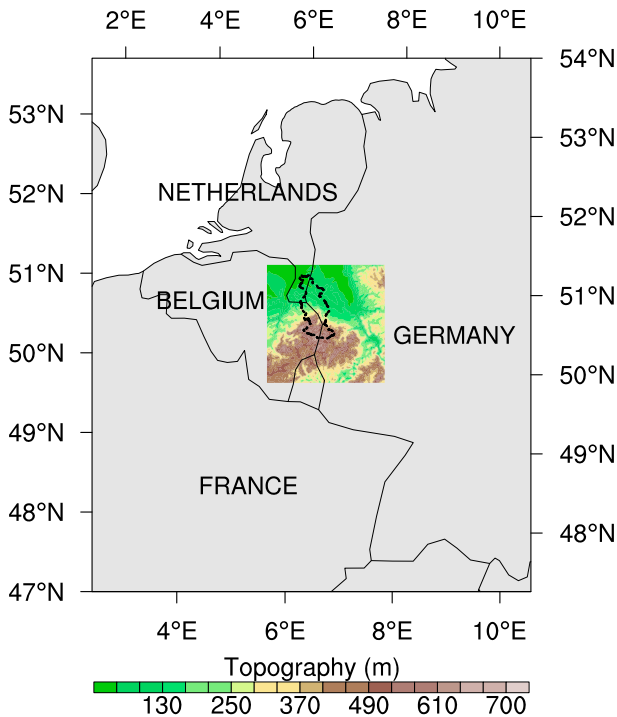 2°E 4°E 6°E 8°E 10°E
54°N
53°N
53°N
NETHERLANDS
52°N
52°N
51°N
51°N
BELGIUM
GERMANY
50°N
50°N
49°N
49°N
FRANCE
48°N
48°N
47°N
4°E 6°E 8°E 10°E
Topography (m)
130 250 370 490 610 700